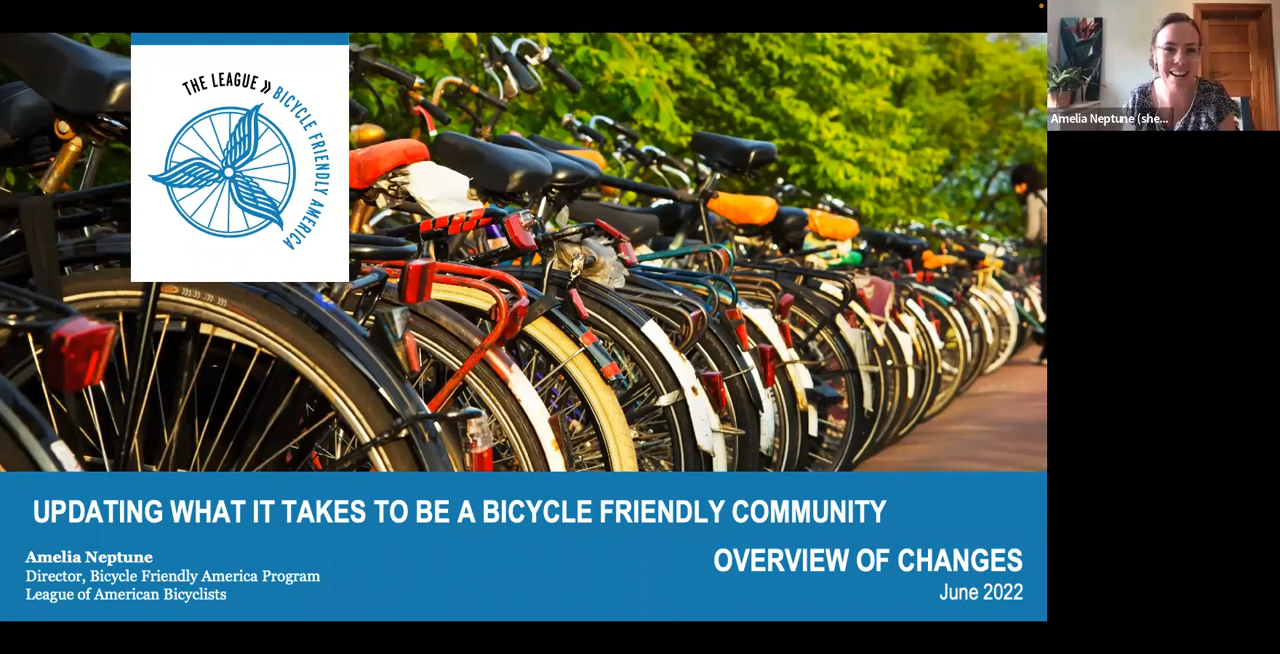 THE LEAGUE » BICYCLE FRIENDLY AMERICA
Amelia Neptune (she...
UPDATING WHAT IT TAKES TO BE A BICYCLE FRIENDLY COMMUNITY
Amelia Neptune
Director, Bicycle Friendly America Program
League of American Bicyclists
OVERVIEW OF CHANGES
June 2022